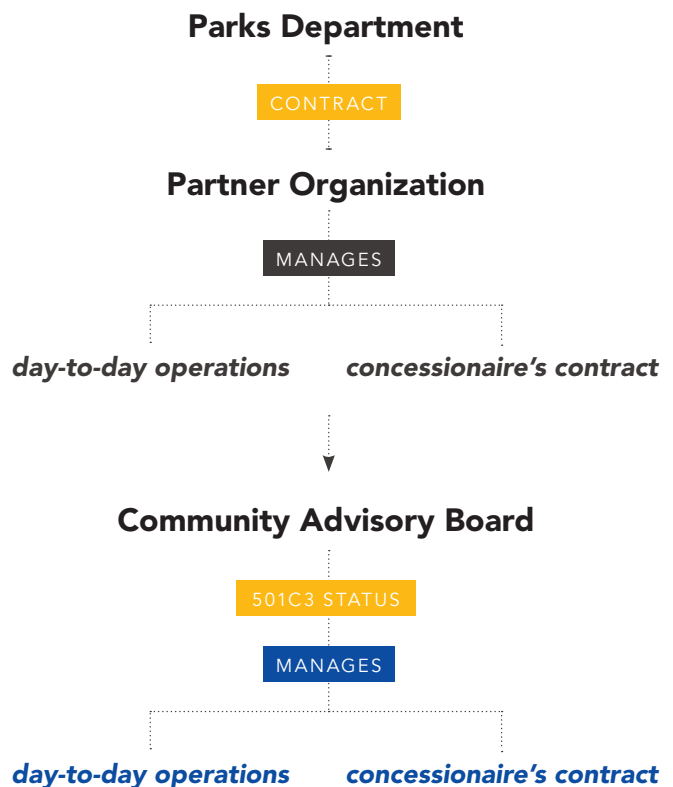 Parks Department
CONTRACT
Partner Organization
MANAGES
day-to-day operations
concessionaire's contract
Community Advisory Board
501C3 STATUS
MANAGES
day-to-day operations
concessionaire's contract